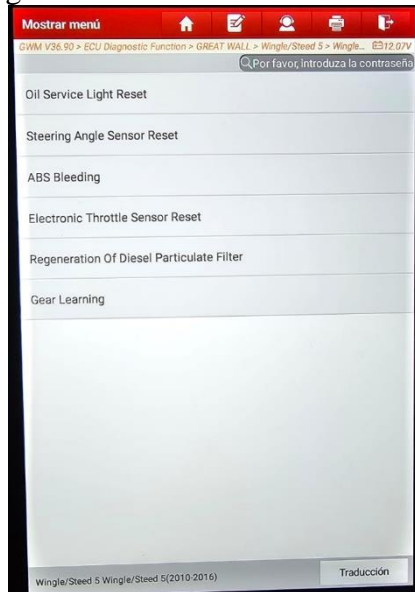 Mostrar menú
GWM V36.90 > ECU Diagnostic Function > GREAT WALL > Wingle/Steed 5 > Wingle... 12.07V
Por favor, introduza la contraseña
Oil Service Light Reset
Steering Angle Sensor Reset
ABS Bleeding
Electronic Throttle Sensor Reset
Regeneration Of Diesel Particulate Filter
Gear Learning
Wingle/Steed 5 Wingle/Steed 5(2010-2016)
Traducción